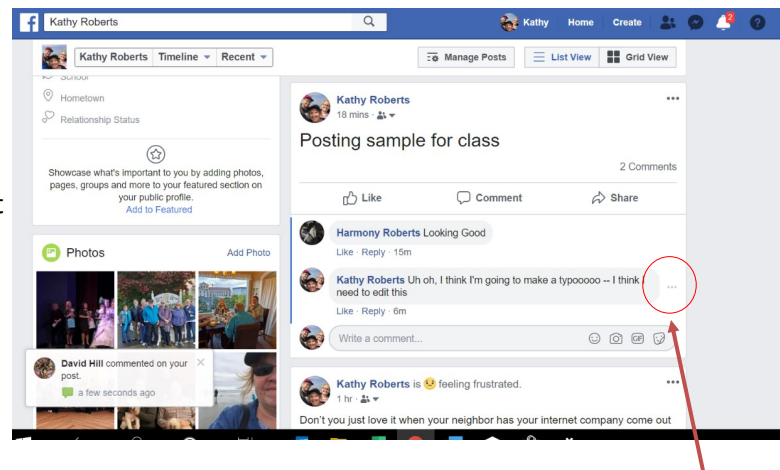 Kathy Roberts
Kathy Home Create 2
Kathy Roberts Timeline Recent Manage Posts List View Grid View
School
Hometown
Relationship Status
Showcase what's important to you by adding photos,
pages, groups and more to your featured section on
your public profile.
Add to Featured
Photos Add Photo
David Hill commented on your
post.
a few seconds ago
Kathy Roberts
18 mins
Posting sample for class
2 Comments
Like Comment Share
Harmony Roberts Looking Good
Like · Reply · 15m
Kathy Roberts Uh oh, I think I'm going to make a typooooo -- I think I
need to edit this
Like · Reply · 6m
Write a comment...
GIF
Kathy Roberts is feeling frustrated.
1 hr
Don't you just love it when your neighbor has your internet company come out